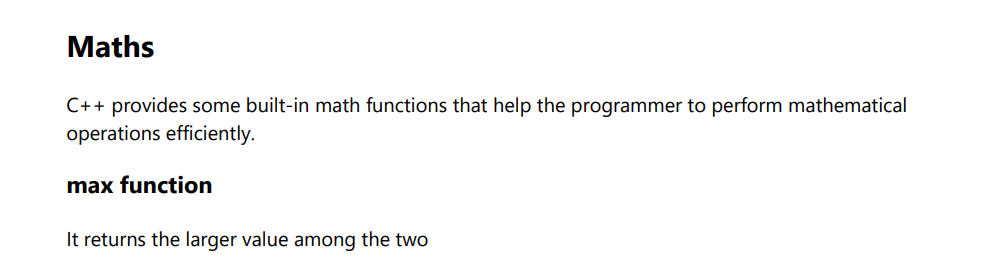 Maths
C++ provides some built-in math functions that help the programmer to perform mathematical
operations efficiently.
max function
It returns the larger value among the two